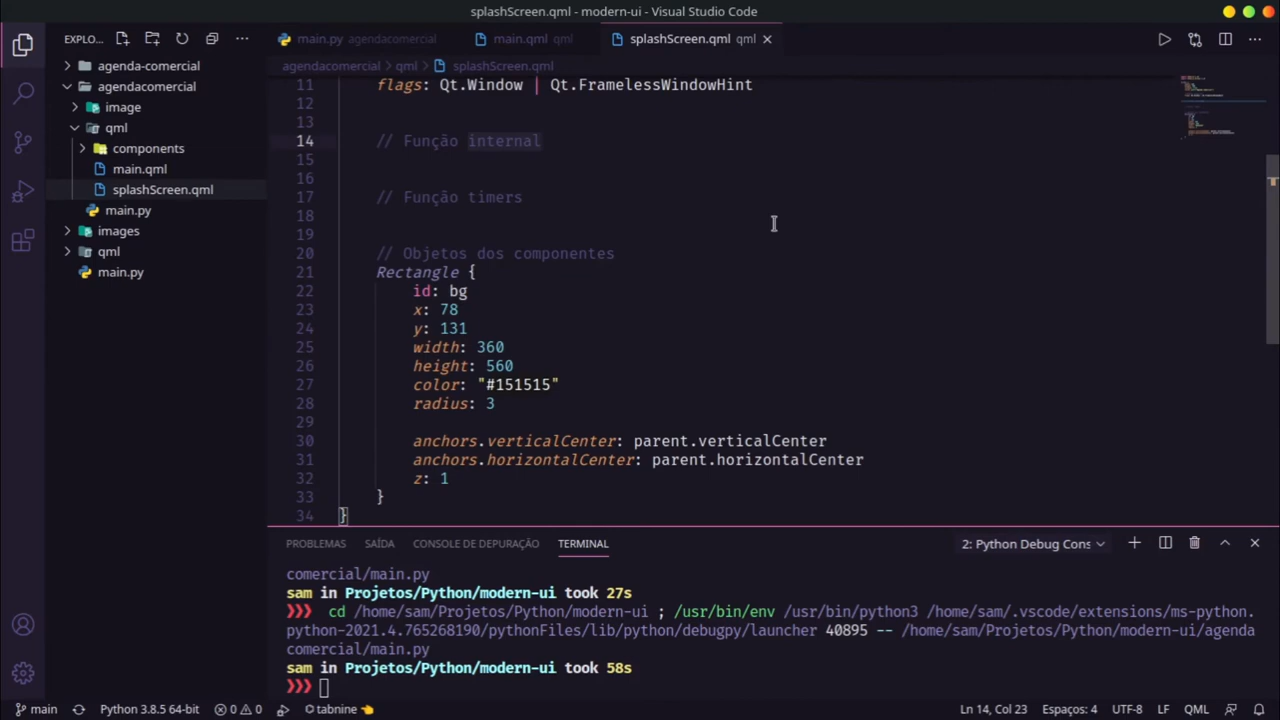 splashScreen.qml - modern-ui - Visual Studio Code
EXPLO...
main.py agendacomercial
main.qml qml
splashScreen.qml qml
agenda-comercial
agendacomercial
image
qml
components
main.qml
splashScreen.qml
main.py
images
qml
main.py
agendacomercial > qml > splashScreen.qml
11 flags: Qt.Window | Qt.FramelessWindowHint
12
13
14 // Função internal
15
16
17 // Função timers
18
19
20 // Objetos dos componentes
21 Rectangle {
22 id: bg
23 x: 78
24 y: 131
25 width: 360
26 height: 560
27 color: "#151515"
28 radius: 3
29
30 anchors.verticalCenter: parent.verticalCenter
31 anchors.horizontalCenter: parent.horizontalCenter
32 z: 1
33 }
34 }
PROBLEMAS SAÍDA CONSOLE DE DEPURAÇÃO TERMINAL 2: Python Debug Cons
comercial/main.py
sam in Projetos/Python/modern-ui took 27s
❯❯❯ cd /home/sam/Projetos/Python/modern-ui ; /usr/bin/env /usr/bin/python3 /home/sam/.vscode/extensions/ms-python.
python-2021.4.765268190/pythonFiles/lib/python/debugpy/launcher 40895 -- /home/sam/Projetos/Python/modern-ui/agenda
comercial/main.py
sam in Projetos/Python/modern-ui took 58s
❯❯❯
main Python 3.8.5 64-bit 0 0 tabnine Ln 14, Col 23 Espaços: 4 UTF-8 LF QML